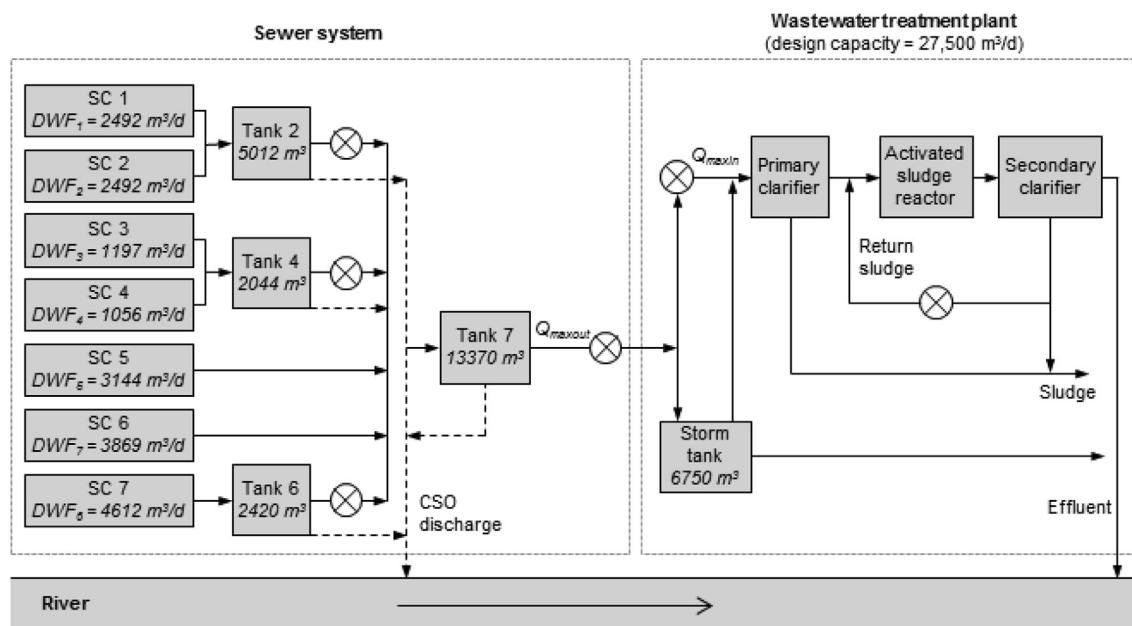 Sewer system
Wastewater treatment plant
(design capacity = 27,500 m³/d)
SC 1
DWF₁ = 2492 m³/d
SC 2
DWF₂ = 2492 m³/d
Tank 2
5012 m³
SC 3
DWF₃ = 1197 m³/d
SC 4
DWF₄ = 1056 m³/d
Tank 4
2044 m³
SC 5
DWF₅ = 3144 m³/d
SC 6
DWF₇ = 3869 m³/d
SC 7
DWF₆ = 4612 m³/d
Tank 6
2420 m³
Tank 7
13370 m³
CSO
discharge
Qmaxout
Qmaxin
Primary
clarifier
Activated
sludge
reactor
Secondary
clarifier
Return
sludge
Sludge
Storm
tank
6750 m³
Effluent
River